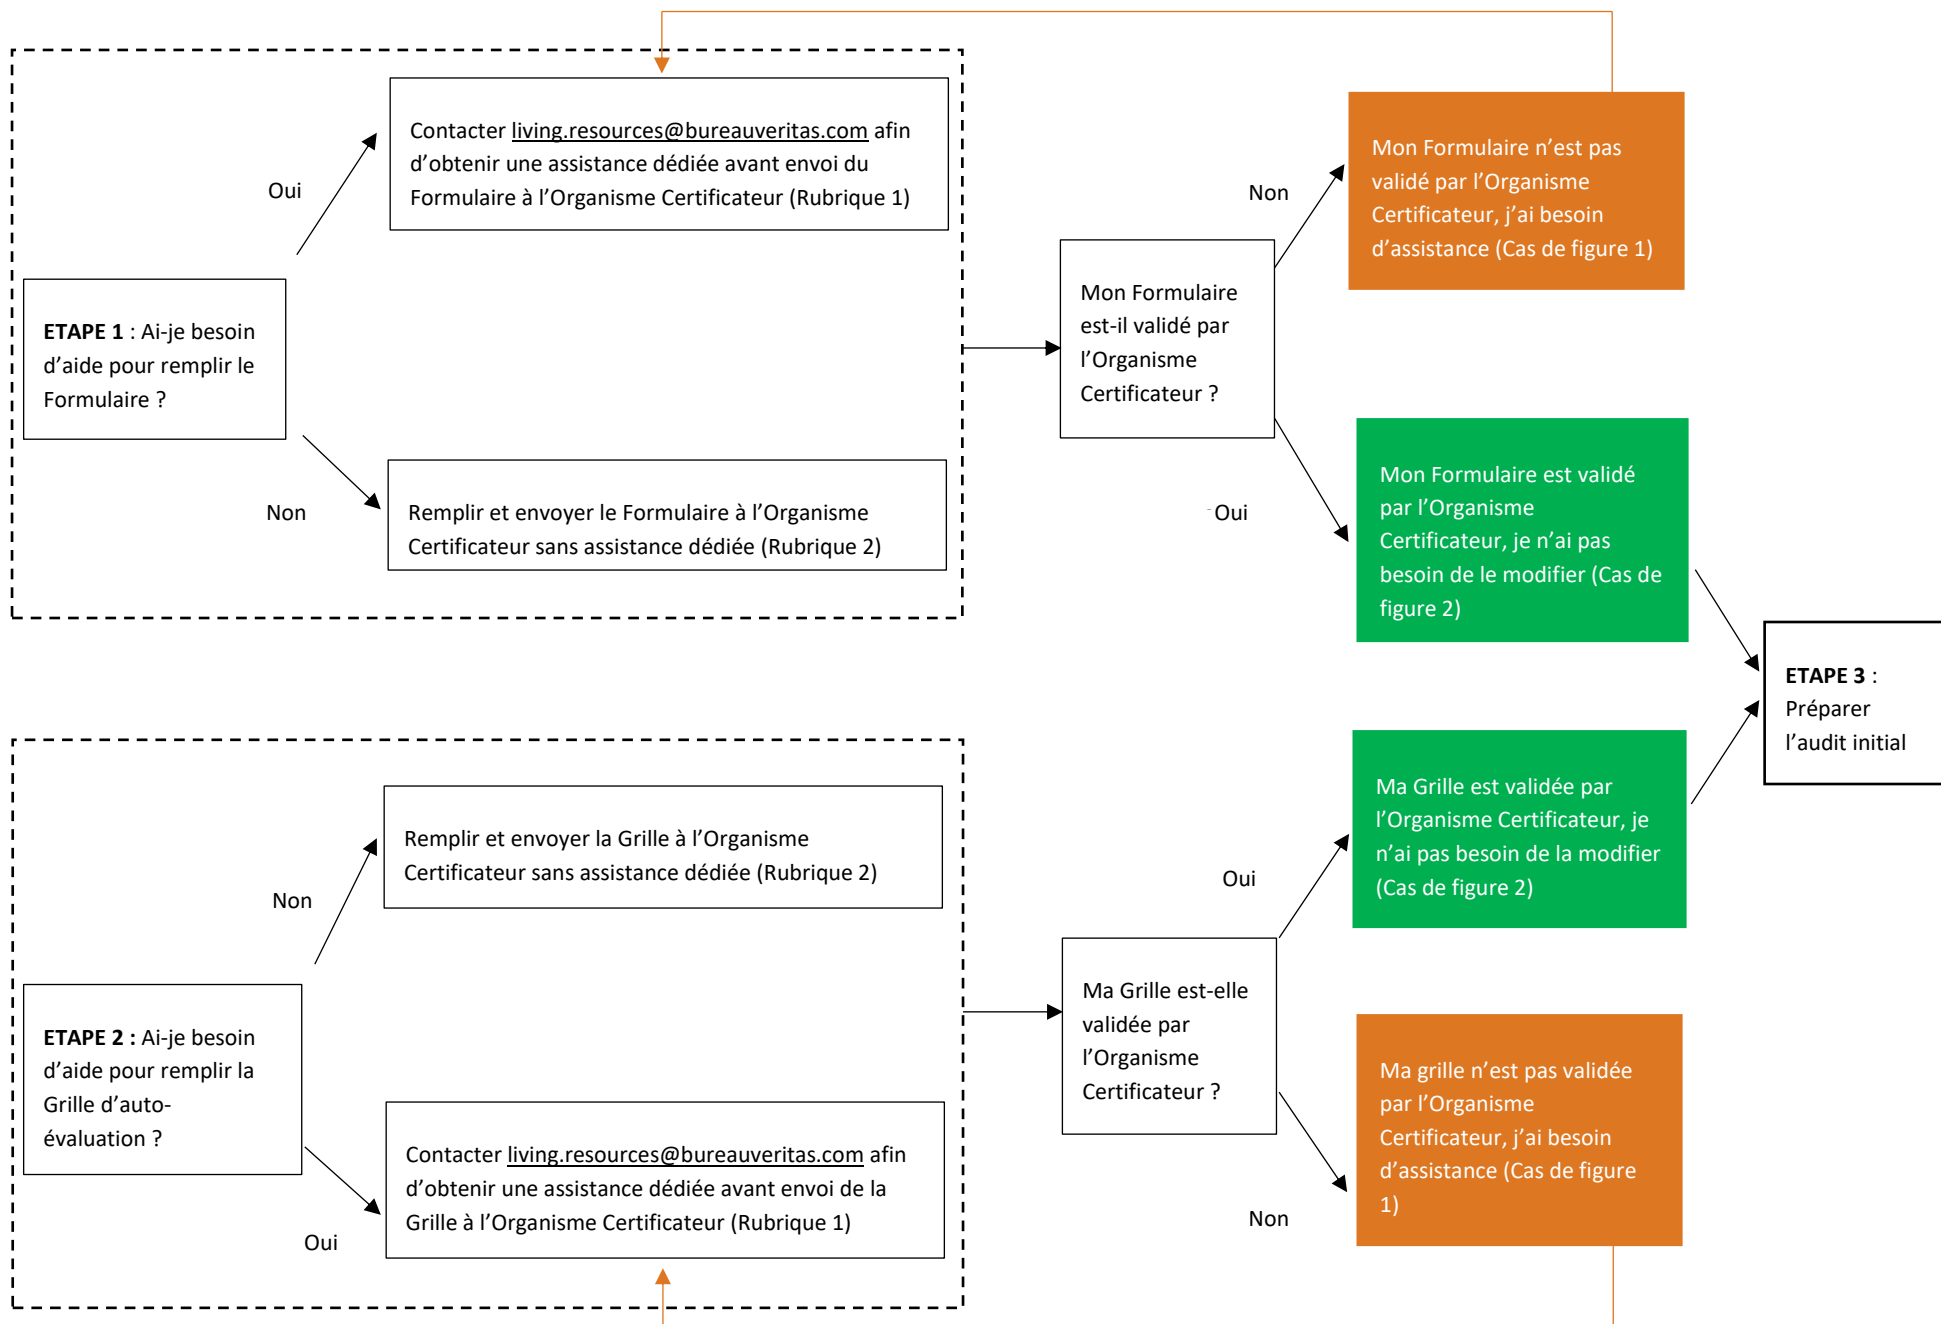 Contacter living.resources@bureauveritas.com afin
d’obtenir une assistance dédiée avant envoi du
Formulaire à l’Organisme Certificateur (Rubrique 1)
Oui
ETAPE 1 : Ai-je besoin
d’aide pour remplir le
Formulaire ?
Non
Remplir et envoyer le Formulaire à l’Organisme
Certificateur sans assistance dédiée (Rubrique 2)
Mon Formulaire
est-il validé par
l’Organisme
Certificateur ?
Non
Mon Formulaire n’est pas
validé par l’Organisme
Certificateur, j’ai besoin
d’assistance (Cas de figure 1)
Oui
Mon Formulaire est validé
par l’Organisme
Certificateur, je n’ai pas
besoin de le modifier (Cas de
figure 2)
ETAPE 3 :
Préparer
l’audit initial
Remplir et envoyer la Grille à l’Organisme
Certificateur sans assistance dédiée (Rubrique 2)
Non
ETAPE 2 : Ai-je besoin
d’aide pour remplir la
Grille d’auto-
évaluation ?
Oui
Contacter living.resources@bureauveritas.com afin
d’obtenir une assistance dédiée avant envoi de la
Grille à l’Organisme Certificateur (Rubrique 1)
Ma Grille est-elle
validée par
l’Organisme
Certificateur ?
Oui
Ma Grille est validée par
l’Organisme Certificateur, je
n’ai pas besoin de la modifier
(Cas de figure 2)
Non
Ma grille n’est pas validée
par l’Organisme
Certificateur, j’ai besoin
d’assistance (Cas de figure
1)